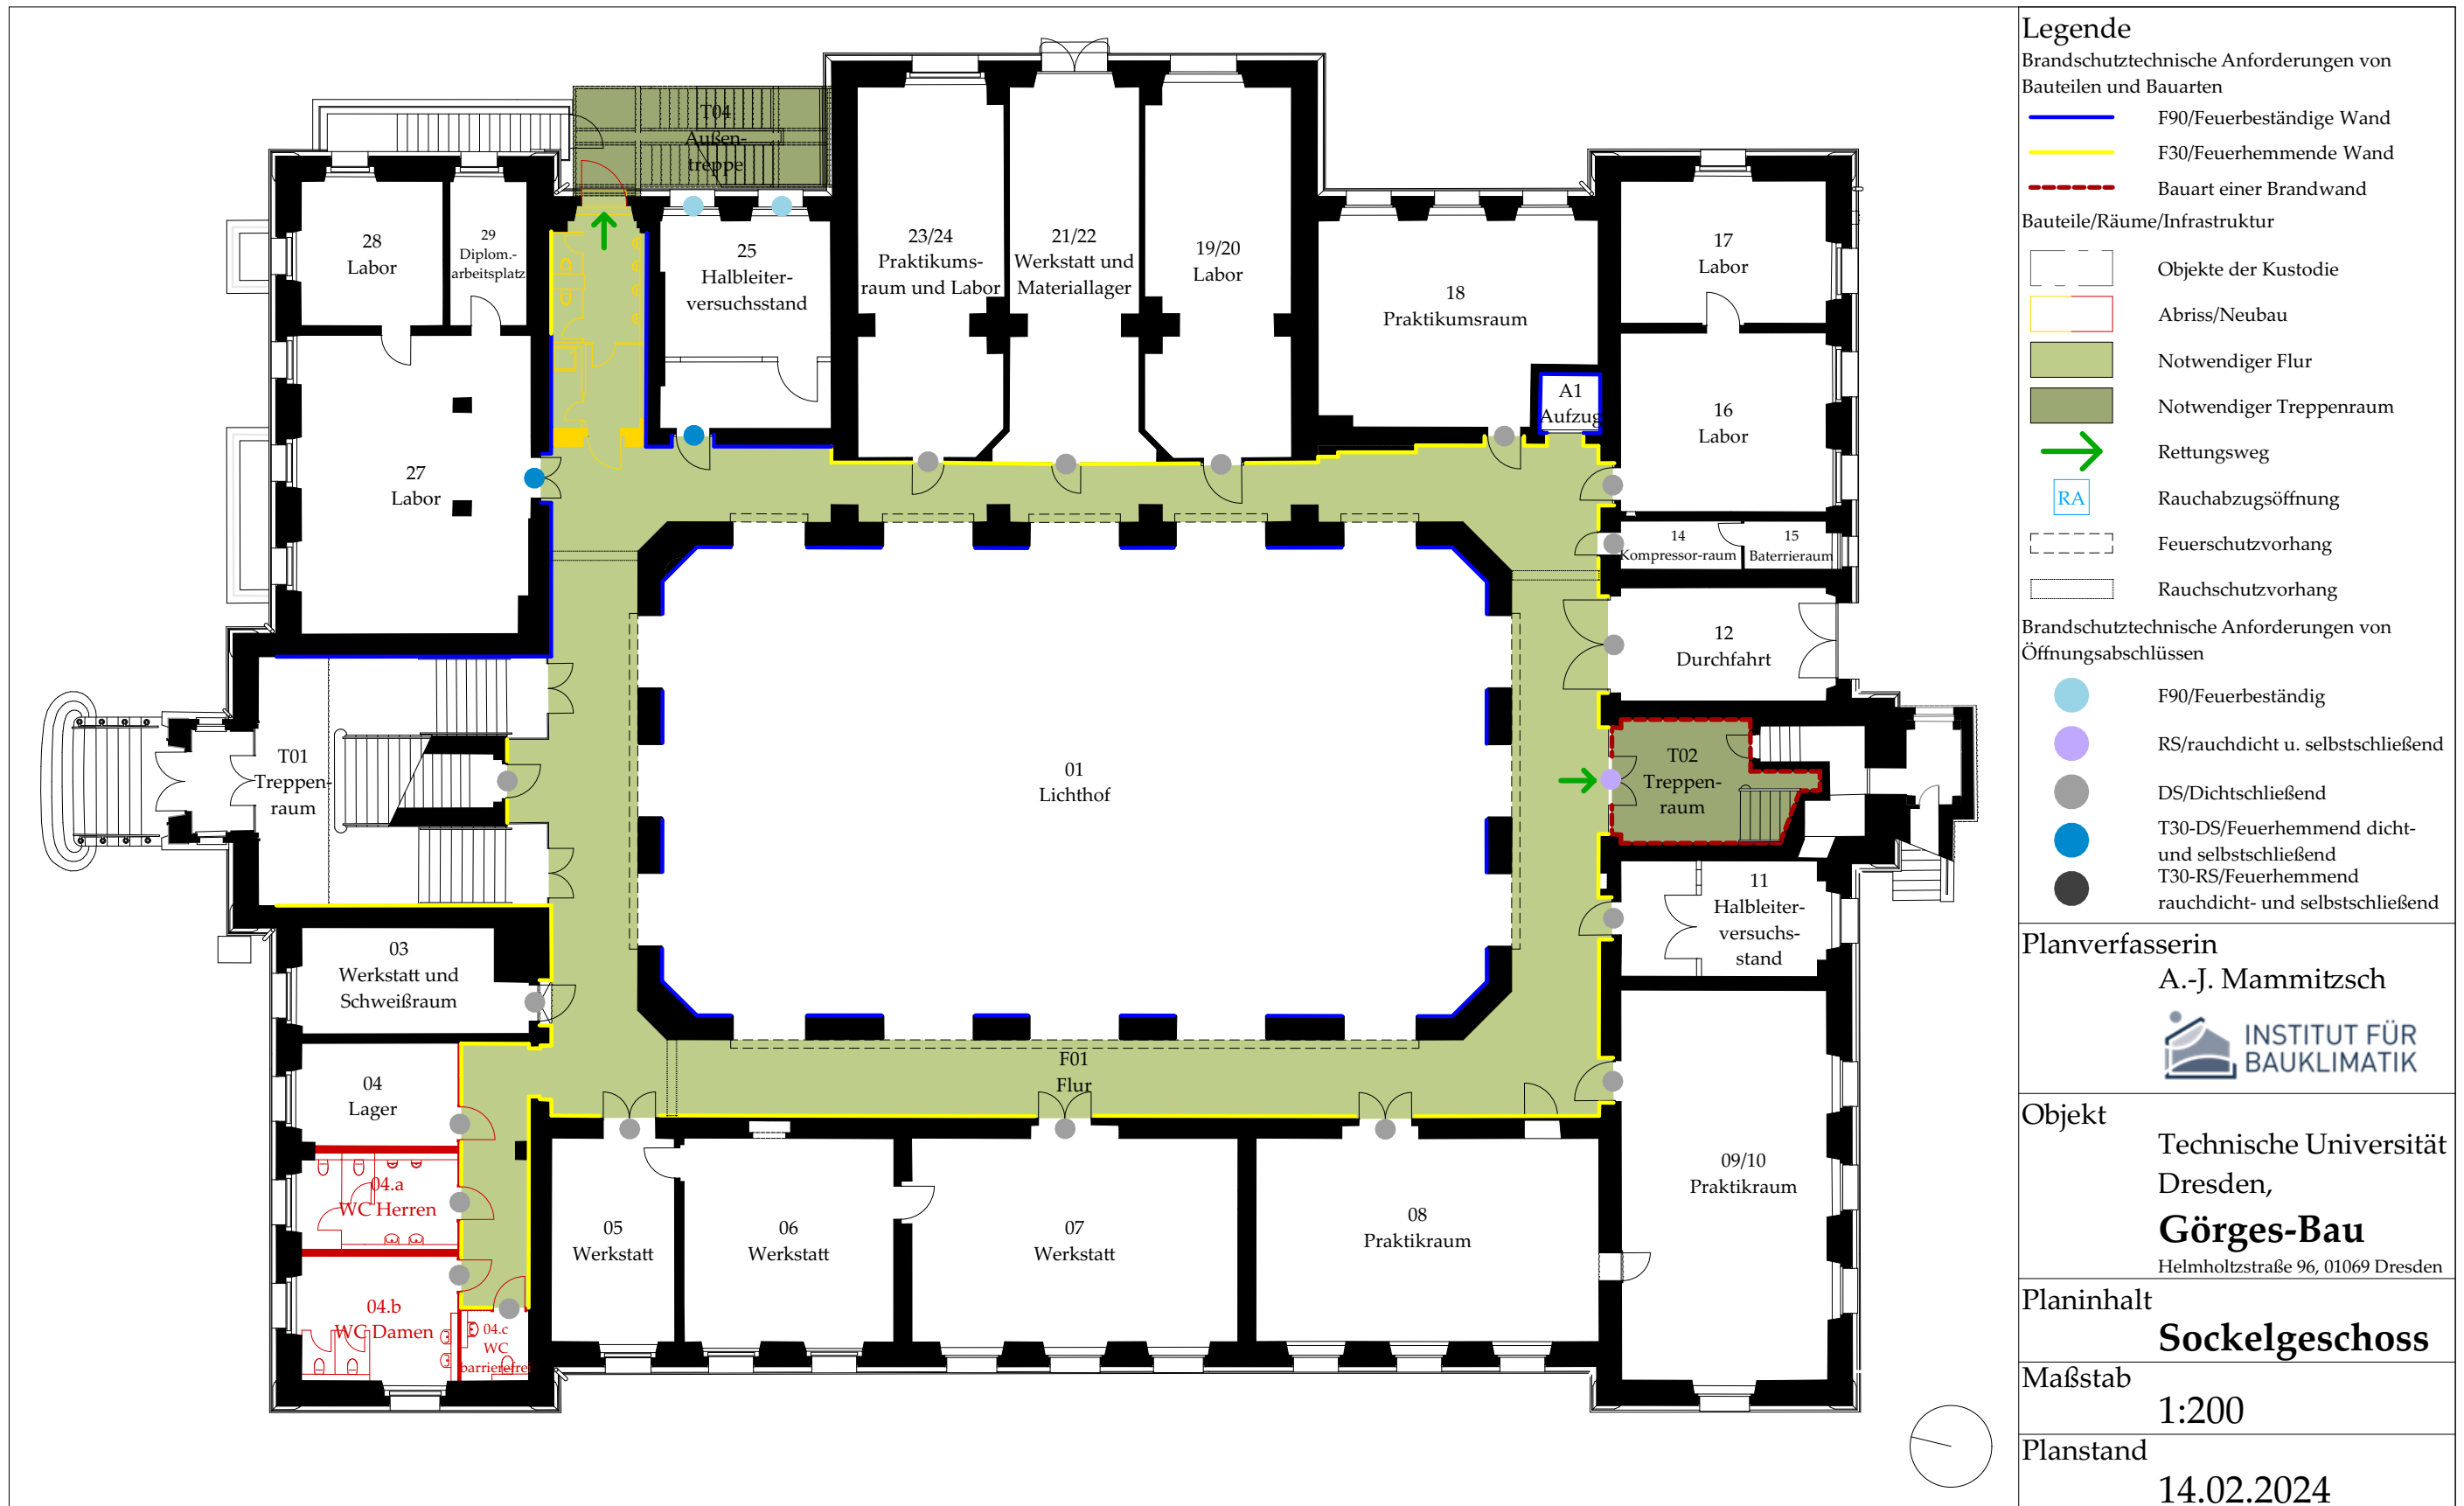 T04
Außen-
treppe
28
Labor
29
Diplom.-
arbeitsplatz
25
Halbleiter-
versuchsstand
23/24
Praktikums-
raum und Labor
21/22
Werkstatt und
Materiallager
19/20
Labor
18
Praktikumsraum
17
Labor
A1
Aufzug
16
Labor
27
Labor
14
Kompressor-raum
15
Baterrieraum
12
Durchfahrt
T01
Treppen-
raum
01
Lichthof
T02
Treppen-
raum
11
Halbleiter-
versuchs-
stand
03
Werkstatt und
Schweißraum
F01
Flur
04
Lager
04.a
WC Herren
04.b
WC Damen
04.c
WC
barrierefrei
05
Werkstatt
06
Werkstatt
07
Werkstatt
08
Praktikraum
09/10
Praktikraum
Legende
Brandschutztechnische Anforderungen von
Bauteilen und Bauarten
F90/Feuerbeständige Wand
F30/Feuerhemmende Wand
Bauart einer Brandwand
Bauteile/Räume/Infrastruktur
Objekte der Kustodie
Abriss/Neubau
Notwendiger Flur
Notwendiger Treppenraum
Rettungsweg
RA Rauchabzugsöffnung
Feuerschutzvorhang
Rauchschutzvorhang
Brandschutztechnische Anforderungen von
Öffnungsabschlüssen
F90/Feuerbeständig
RS/rauchdicht u. selbstschließend
DS/Dichtschließend
T30-DS/Feuerhemmend dicht-
und selbstschließend
T30-RS/Feuerhemmend
rauchdicht- und selbstschließend
Planverfasserin
A.-J. Mammitzsch
INSTITUT FÜR
BAUKLIMATIK
Objekt
Technische Universität
Dresden,
Görges-Bau
Helmholtzstraße 96, 01069 Dresden
Planinhalt
Sockelgeschoss
Maßstab
1:200
Planstand
14.02.2024